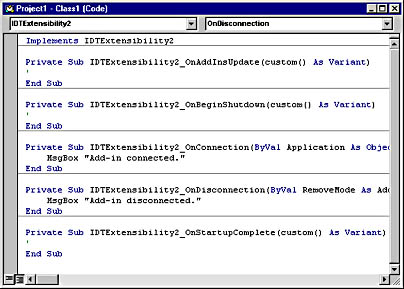 Project1 - Class1 (Code)
IDTExtensibility2
OnDisconnection
Implements IDTExtensibility2
Private Sub IDTExtensibility2_OnAddInsUpdate(custom() As Variant)
'
End Sub
Private Sub IDTExtensibility2_OnBeginShutdown(custom() As Variant)
'
End Sub
Private Sub IDTExtensibility2_OnConnection(ByVal Application As Objec
MsgBox "Add-in connected."
End Sub
Private Sub IDTExtensibility2_OnDisconnection(ByVal RemoveMode As Add
MsgBox "Add-in disconnected."
End Sub
Private Sub IDTExtensibility2_OnStartupComplete(custom() As Variant)
'
End Sub